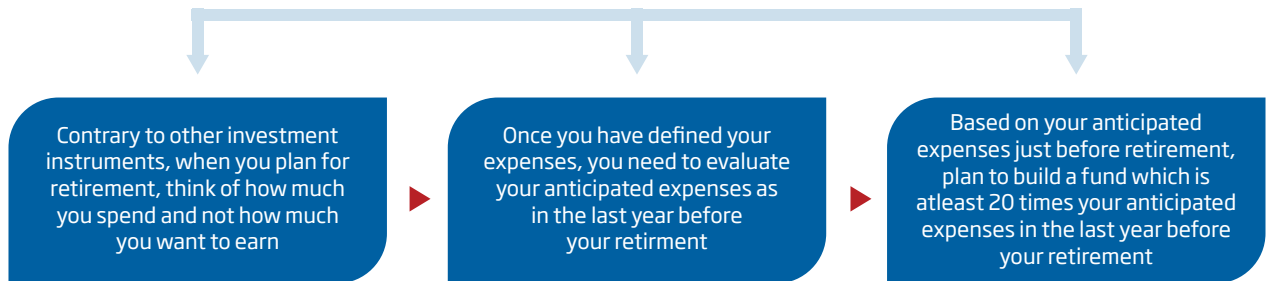 Contrary to other investment
instruments, when you plan for
retirement, think of how much
you spend and not how much
you want to earn
Once you have defined your
expenses, you need to evaluate
your anticipated expenses as
in the last year before
your retirment
Based on your anticipated
expenses just before retirement,
plan to build a fund which is
atleast 20 times your anticipated
expenses in the last year before
your retirement